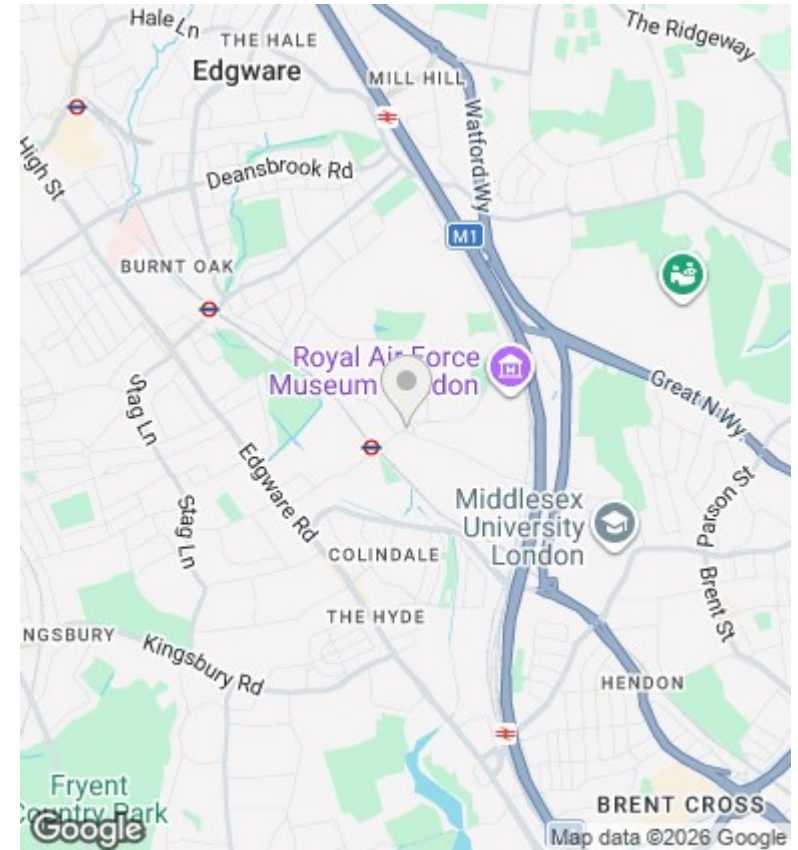 Hale Ln
THE HALE
Edgware
MILL HILL
The Ridgeway
Watford Wy
High St
Deansbrook Rd
M1
BURNT OAK
Royal Air Force
Museum London
Great N Wy
Stag Ln
Edgware Rd
Stag Ln
Middlesex
University
London
Parson St
COLINDALE
Brent St
THE HYDE
NGSBURY
Kingsbury Rd
HENDON
Fryent
Country Park
BRENT CROSS
Google
Map data ©2026 Google